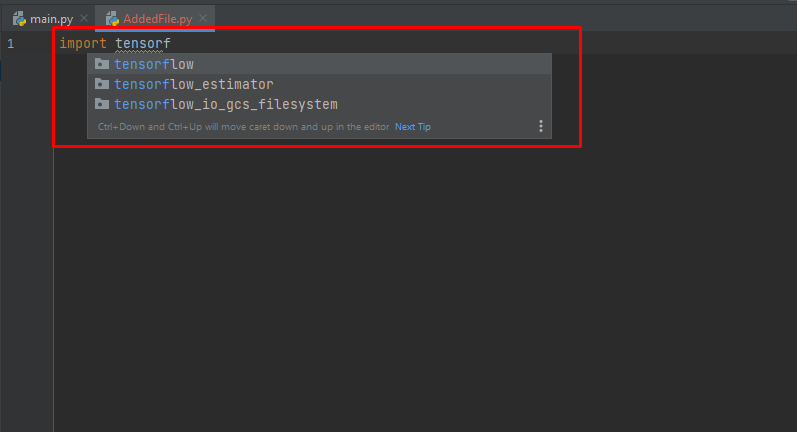 main.py AddedFile.py
1 import tensorf
tensorflow
tensorflow_estimator
tensorflow_io_gcs_filesystem
Ctrl+Down and Ctrl+Up will move caret down and up in the editor Next Tip